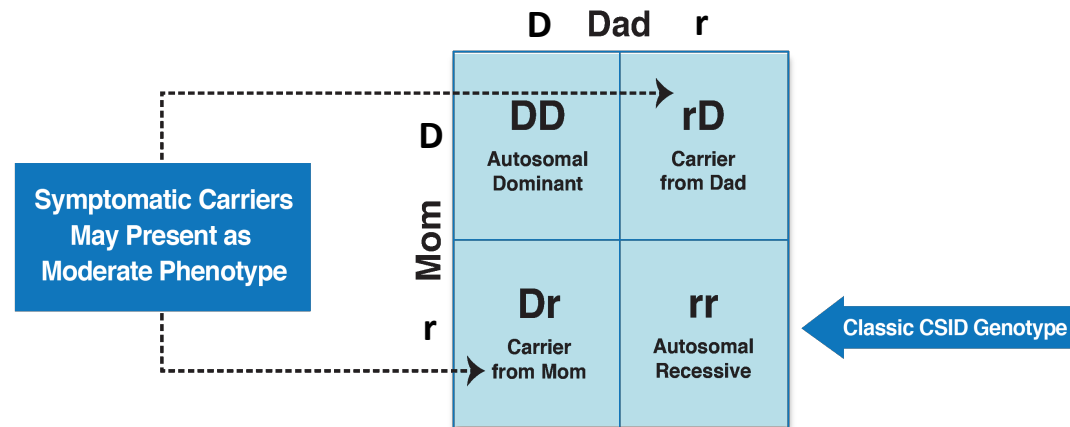 D Dad r
D
Mom
r
DD
Autosomal
Dominant
rD
Carrier
from Dad
Dr
Carrier
from Mom
rr
Autosomal
Recessive
Symptomatic Carriers
May Present as
Moderate Phenotype
Classic CSID Genotype